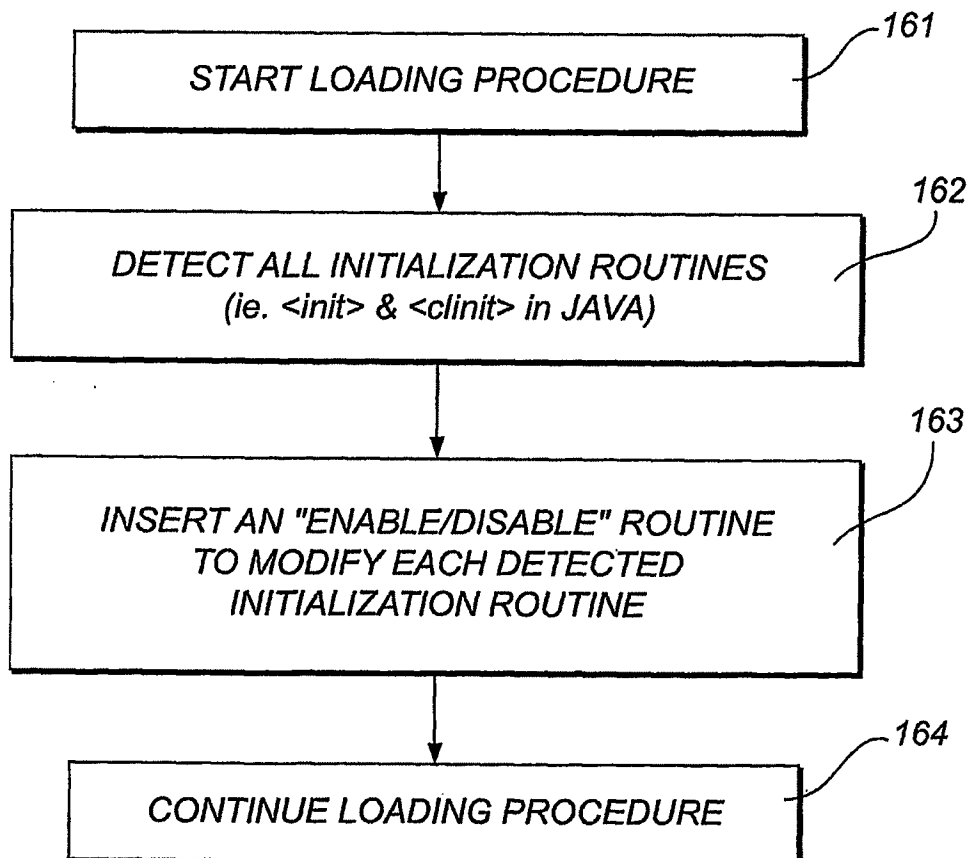 161
START LOADING PROCEDURE
162
DETECT ALL INITIALIZATION ROUTINES
(ie. <init> & <clinit> in JAVA)
163
INSERT AN "ENABLE/DISABLE" ROUTINE
TO MODIFY EACH DETECTED
INITIALIZATION ROUTINE
164
CONTINUE LOADING PROCEDURE